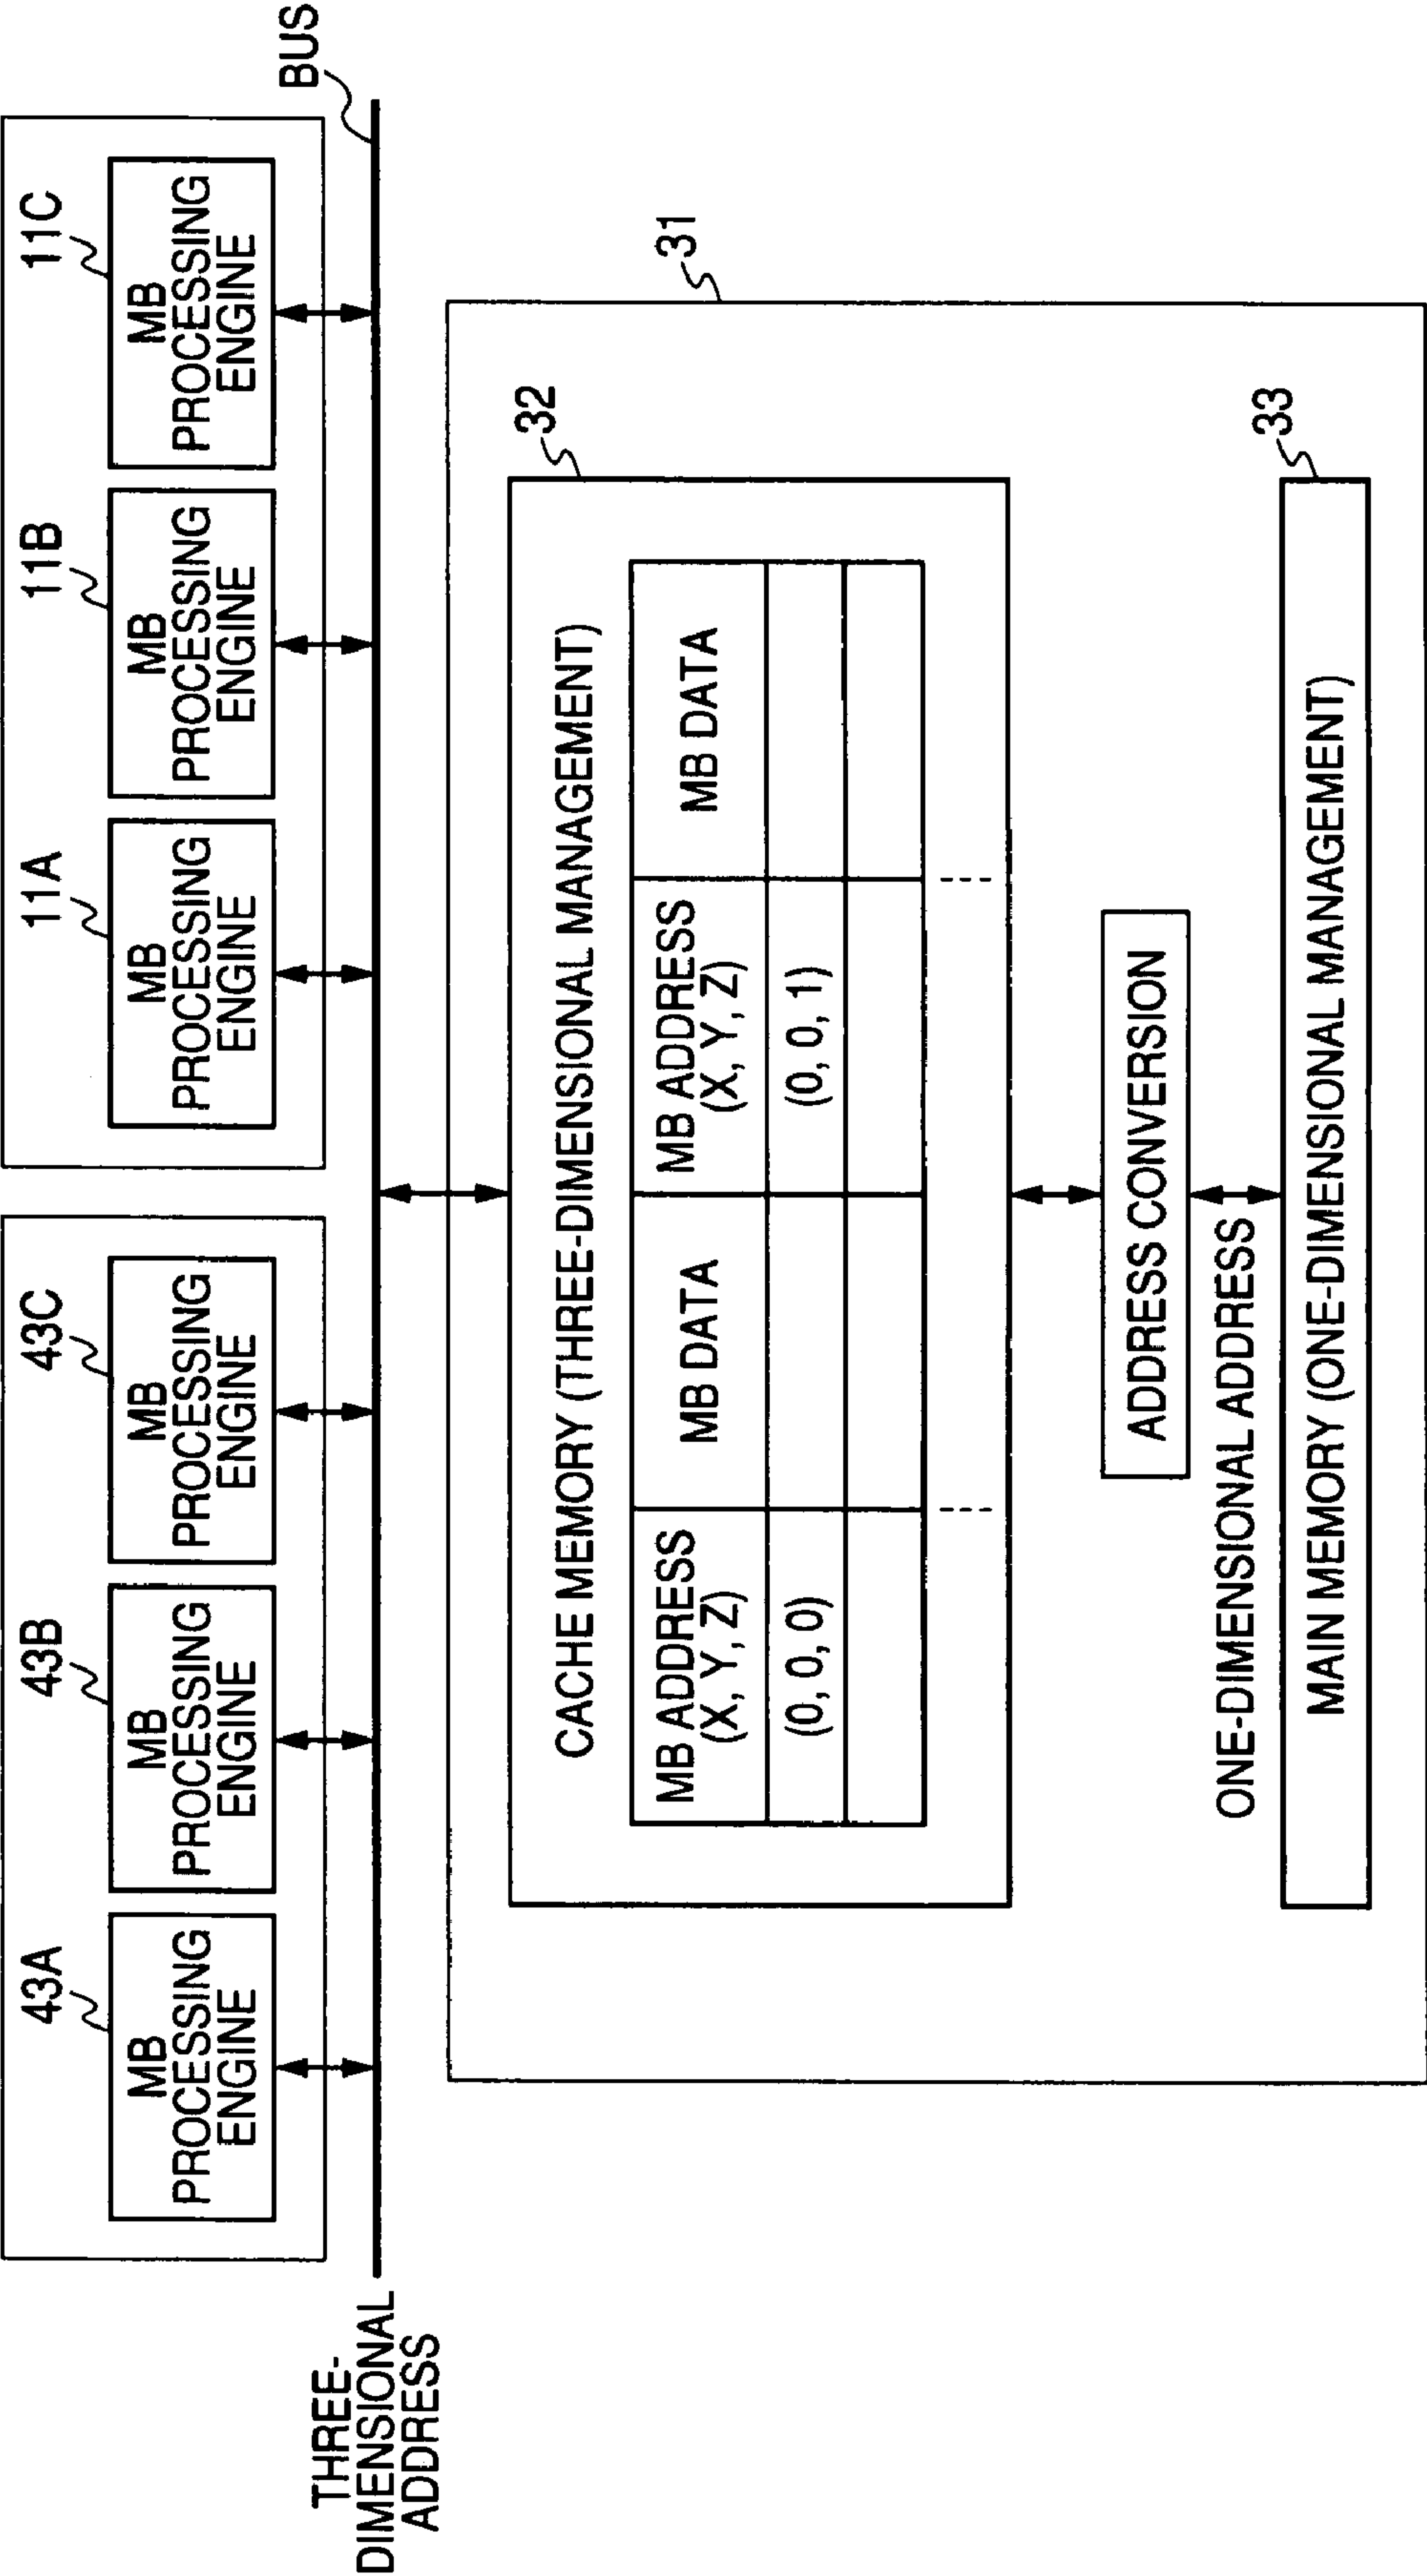 43A
43B
43C
11A
11B
11C
MB
PROCESSING
ENGINE
MB
PROCESSING
ENGINE
MB
PROCESSING
ENGINE
MB
PROCESSING
ENGINE
MB
PROCESSING
ENGINE
MB
PROCESSING
ENGINE
BUS
THREE-
DIMENSIONAL
ADDRESS
31
32
CACHE MEMORY (THREE-DIMENSIONAL MANAGEMENT)
MB ADDRESS
(X, Y, Z)
MB DATA
MB ADDRESS
(X, Y, Z)
MB DATA
(0, 0, 0)
(0, 0, 1)
ADDRESS CONVERSION
ONE-DIMENSIONAL ADDRESS
33
MAIN MEMORY (ONE-DIMENSIONAL MANAGEMENT)